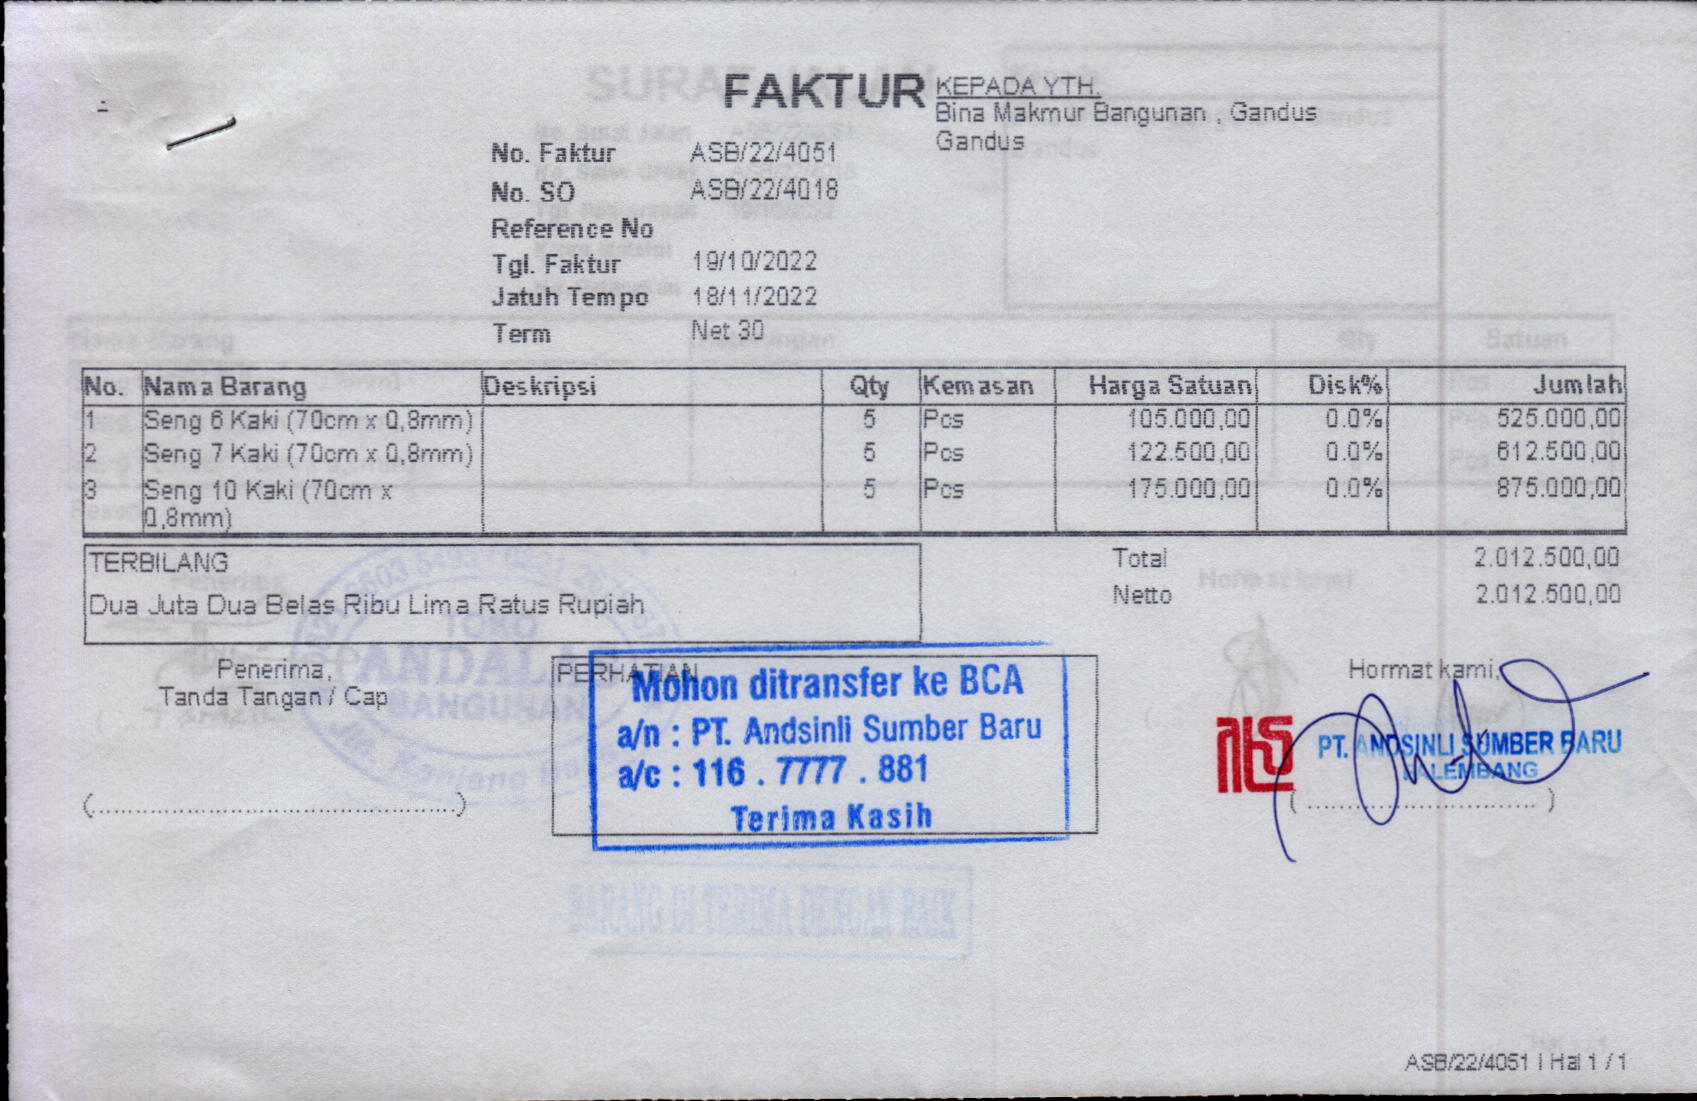 FAKTUR
KEPADA YTH.
Bina Makmur Bangunan , Gandus
Gandus
No. Faktur ASB/22/4051
No. SO ASB/22/4018
Reference No
Tgl. Faktur 19/10/2022
Jatuh Tempo 18/11/2022
Term Net 30
No. Nama Barang Deskripsi Qty Kemasan Harga Satuan Disk% Jumlah
1 Seng 6 Kaki (70cm x 0,8mm) 5 Pcs 105.000,00 0.0% 525.000,00
2 Seng 7 Kaki (70cm x 0,8mm) 5 Pcs 122.500,00 0.0% 612.500,00
3 Seng 10 Kaki (70cm x 5 Pcs 175.000,00 0.0% 875.000,00
0,8mm)
TERBILANG
Dua Juta Dua Belas Ribu Lima Ratus Rupiah
Total 2.012.500,00
Netto 2.012.500,00
Penerima,
Tanda Tangan / Cap
(...............................................)
PERHATIAN
Mohon ditransfer ke BCA
a/n : PT. Andsinli Sumber Baru
a/c : 116 . 7777 . 881
Terima Kasih
Hormat kami,
PT. ANDSINLI SUMBER BARU
PALEMBANG
( ............................... )
TOKO
BANGUNAN
BARANG DI TERIMA DENGAN BAIK
ASB/22/4051 | Hal 1 / 1